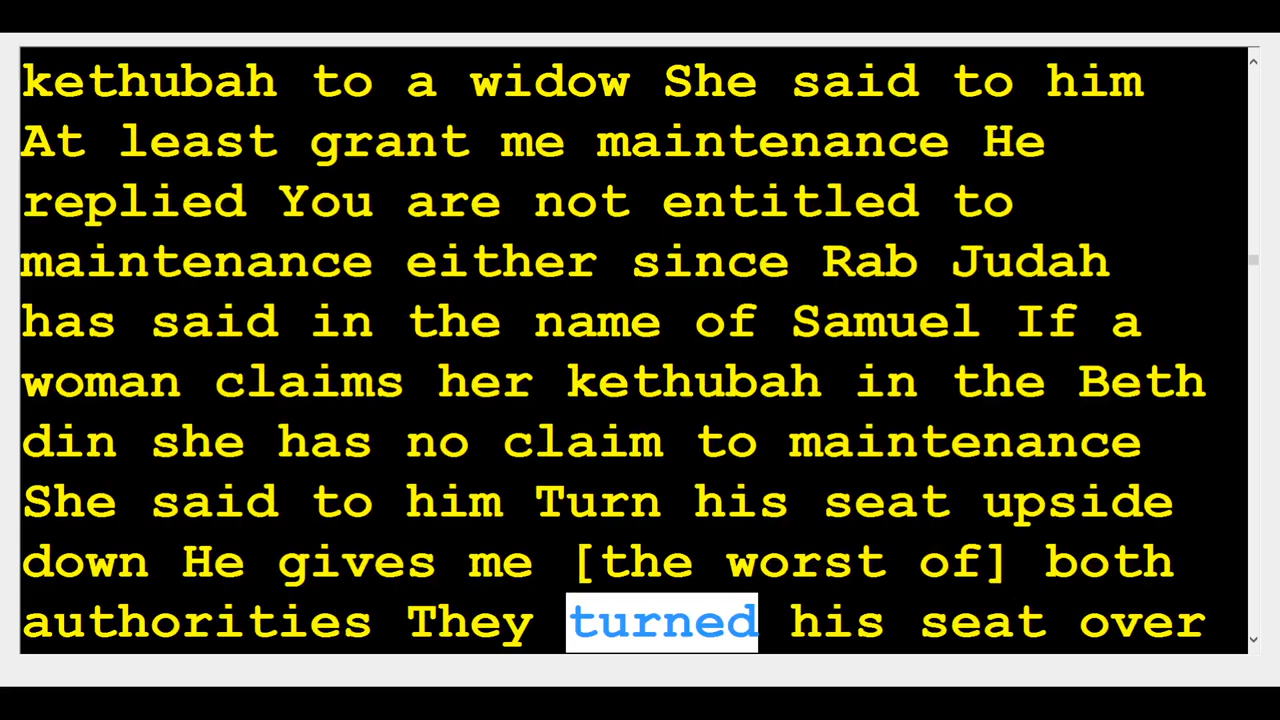 kethubah to a widow She said to him
At least grant me maintenance He
replied You are not entitled to
maintenance either since Rab Judah
has said in the name of Samuel If a
woman claims her kethubah in the Beth
din she has no claim to maintenance
She said to him Turn his seat upside
down He gives me [the worst of] both
authorities They turned his seat over